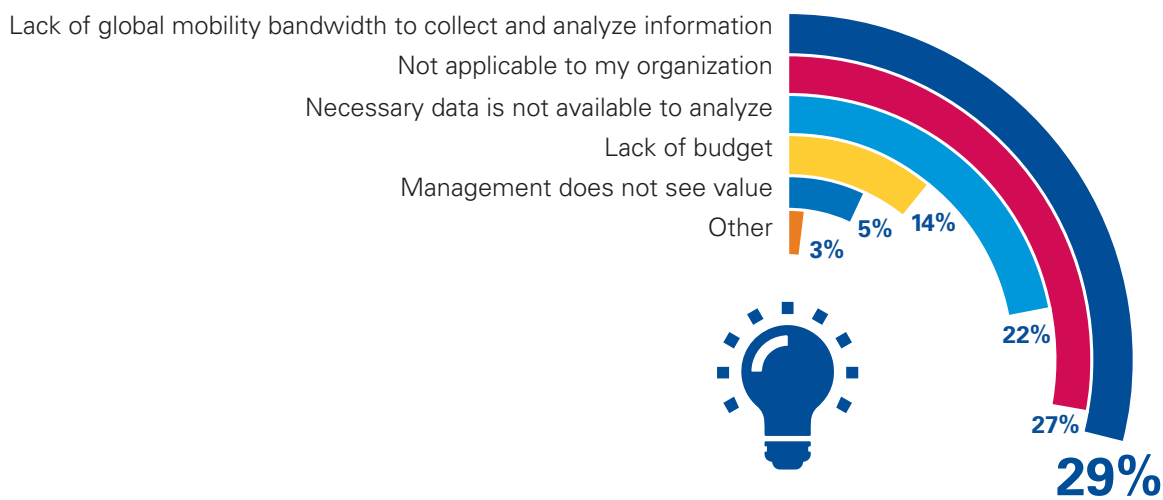 Lack of global mobility bandwidth to collect and analyze information
Not applicable to my organization
Necessary data is not available to analyze
Lack of budget
Management does not see value
Other
3%
5%
14%
22%
27%
29%